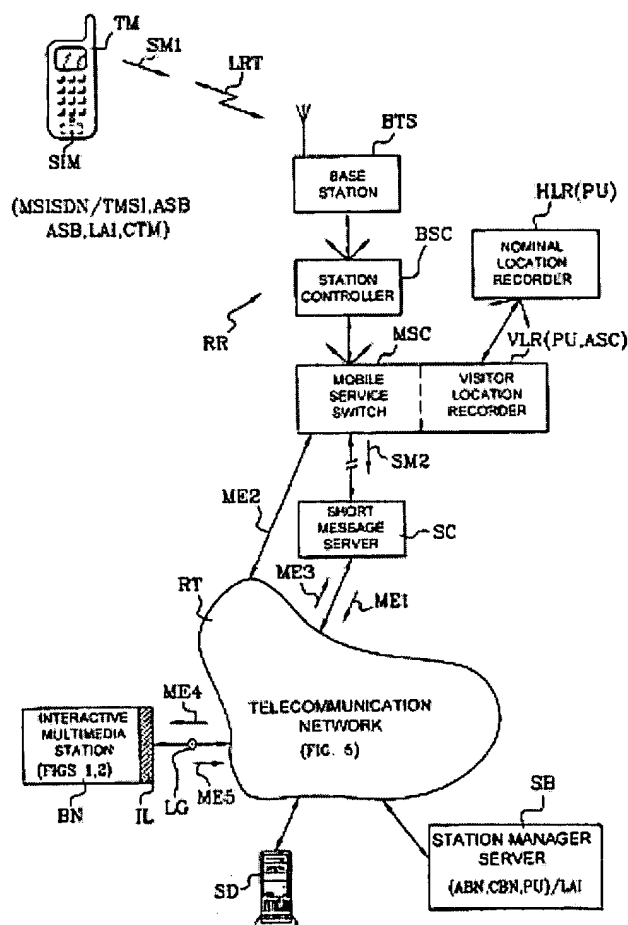 TM
SM1
LRT
SIM
(MSISDN/TMSI,ASB
ASB,LAI,CTM)
BTS
BASE
STATION
HLR(PU)
BSC
NOMINAL
LOCATION
RECORDER
STATION
CONTROLLER
RR
MSC
VLR(PU,ASC)
MOBILE
SERVICE
SWITCH
VISITOR
LOCATION
RECORDER
SM2
ME2
SHORT
MESSAGE
SERVER
SC
ME3
ME1
RT
TELECOMMUNICATION
NETWORK
(FIG. 5)
ME4
INTERACTIVE
MULTIMEDIA
STATION
(FIGS 1,2)
ME5
BN
IL
LG
SB
STATION MANAGER
SERVER
(ABN,CBN,PU)/LAI
SD